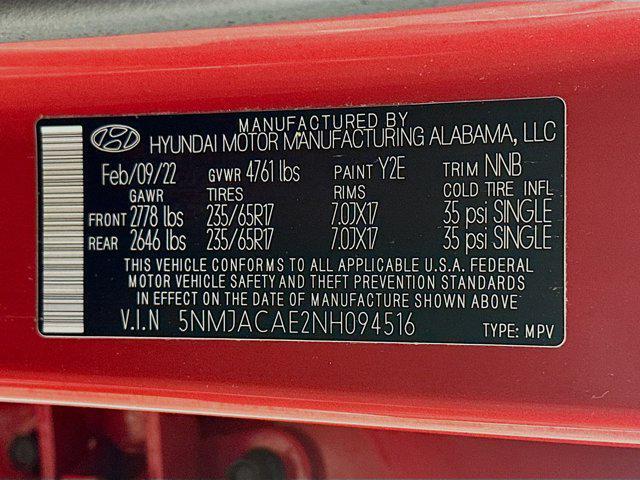 MANUFACTURED BY
HYUNDAI MOTOR MANUFACTURING ALABAMA, LLC
Feb/09/22 GVWR 4761 lbs PAINT Y2E TRIM NNB
GAWR TIRES RIMS COLD TIRE INFL
FRONT 2778 lbs 235/65R17 7.0JX17 35 psi SINGLE
REAR 2646 lbs 235/65R17 7.0JX17 35 psi SINGLE
THIS VEHICLE CONFORMS TO ALL APPLICABLE U.S.A. FEDERAL
MOTOR VEHICLE SAFETY AND THEFT PREVENTION STANDARDS
IN EFFECT ON THE DATE OF MANUFACTURE SHOWN ABOVE
V.I.N 5NMJACAE2NH094516 TYPE: MPV